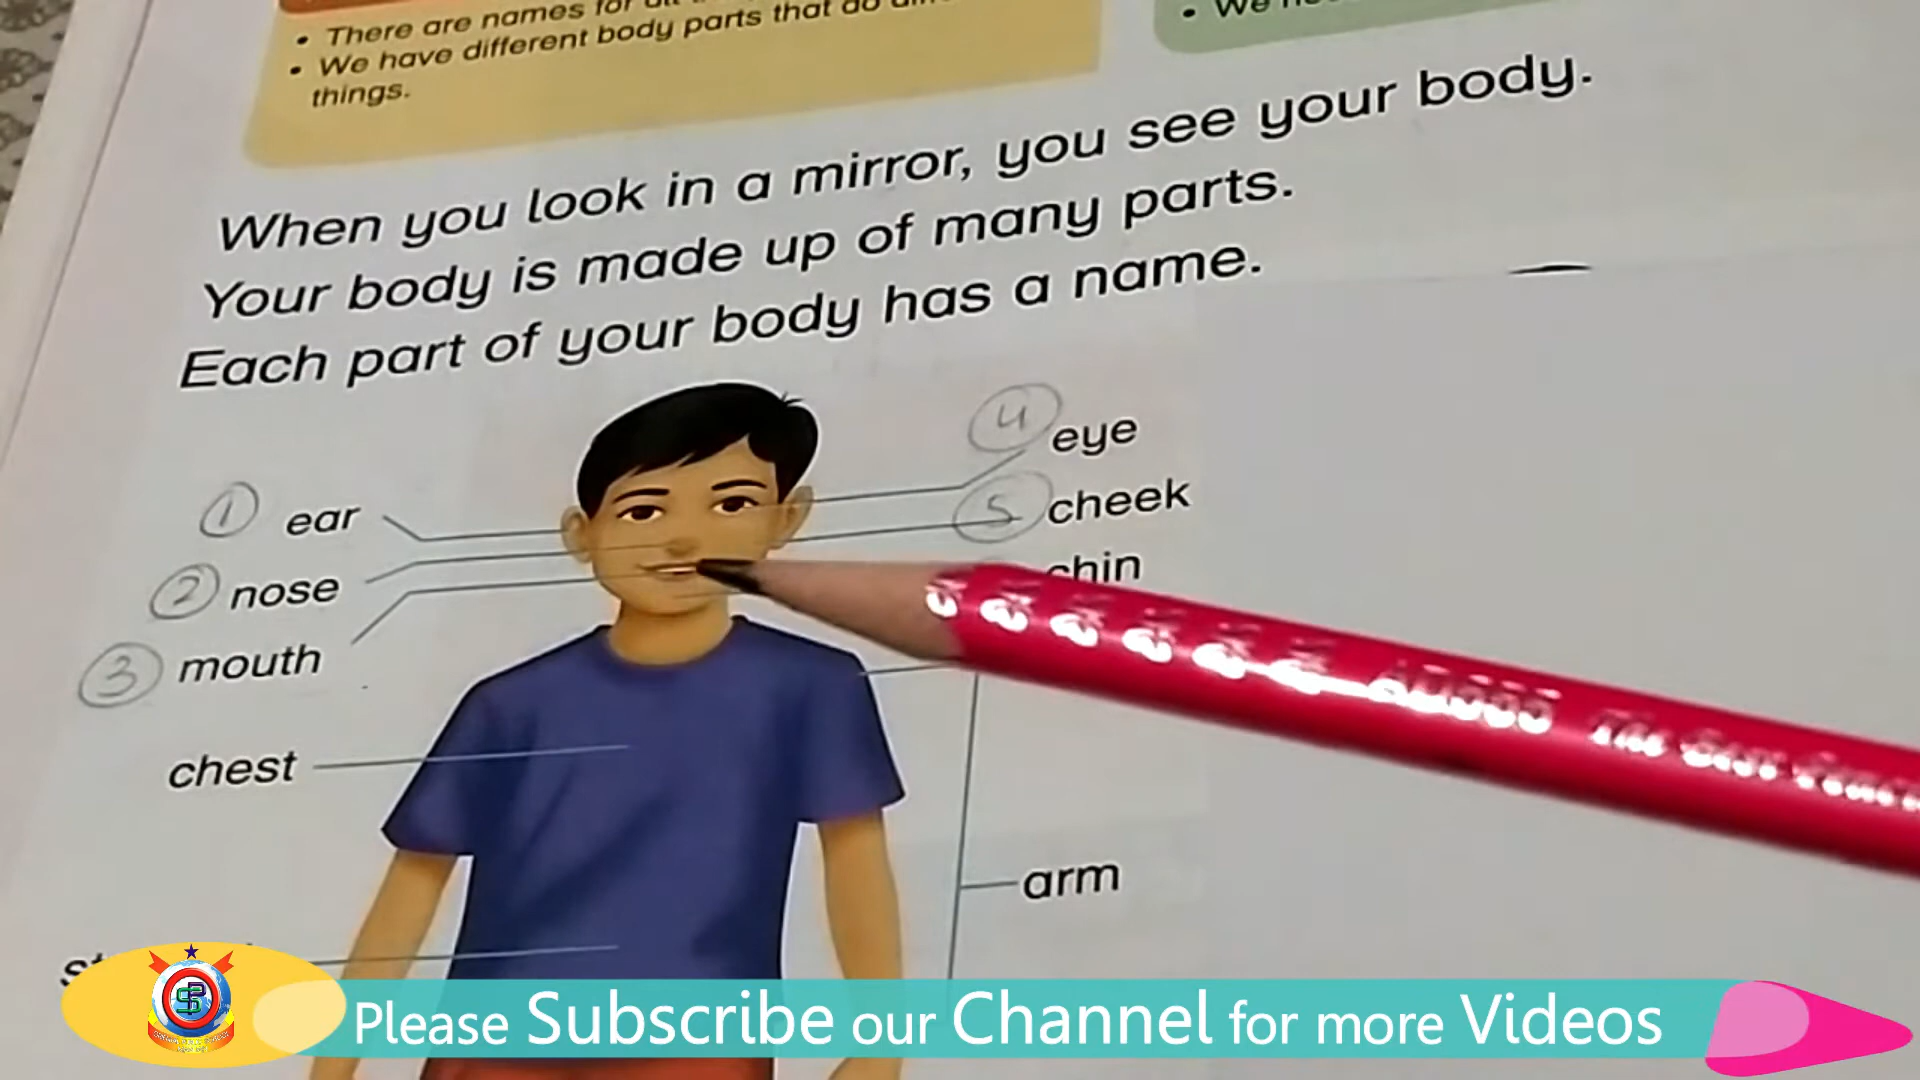 • There are names for
• We have different body parts that do
things.
• We
When you look in a mirror, you see your body.
Your body is made up of many parts.
Each part of your body has a name.
4 eye
1 ear
5 cheek
2 nose
chin
3 mouth
chest
arm
Please Subscribe our Channel for more Videos